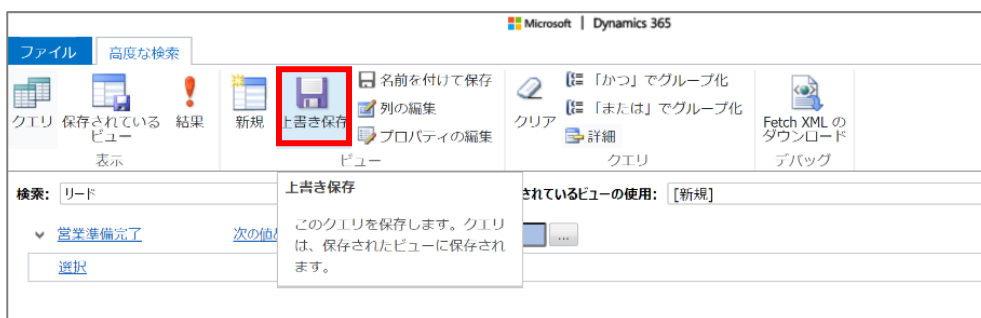 Microsoft | Dynamics 365
ファイル 高度な検索
クエリ 保存されている ビュー 結果
新規 上書き保存
名前を付けて保存
列の編集
プロパティの編集
クリア
「かつ」でグループ化
「または」でグループ化
詳細
Fetch XML の
ダウンロード
表示 ビュー クエリ デバッグ
検索: リード されているビューの使用: [新規]
上書き保存
営業準備完了 次の値
このクエリを保存します。クエリ
は、保存されたビューに保存され
ます。
...
選択